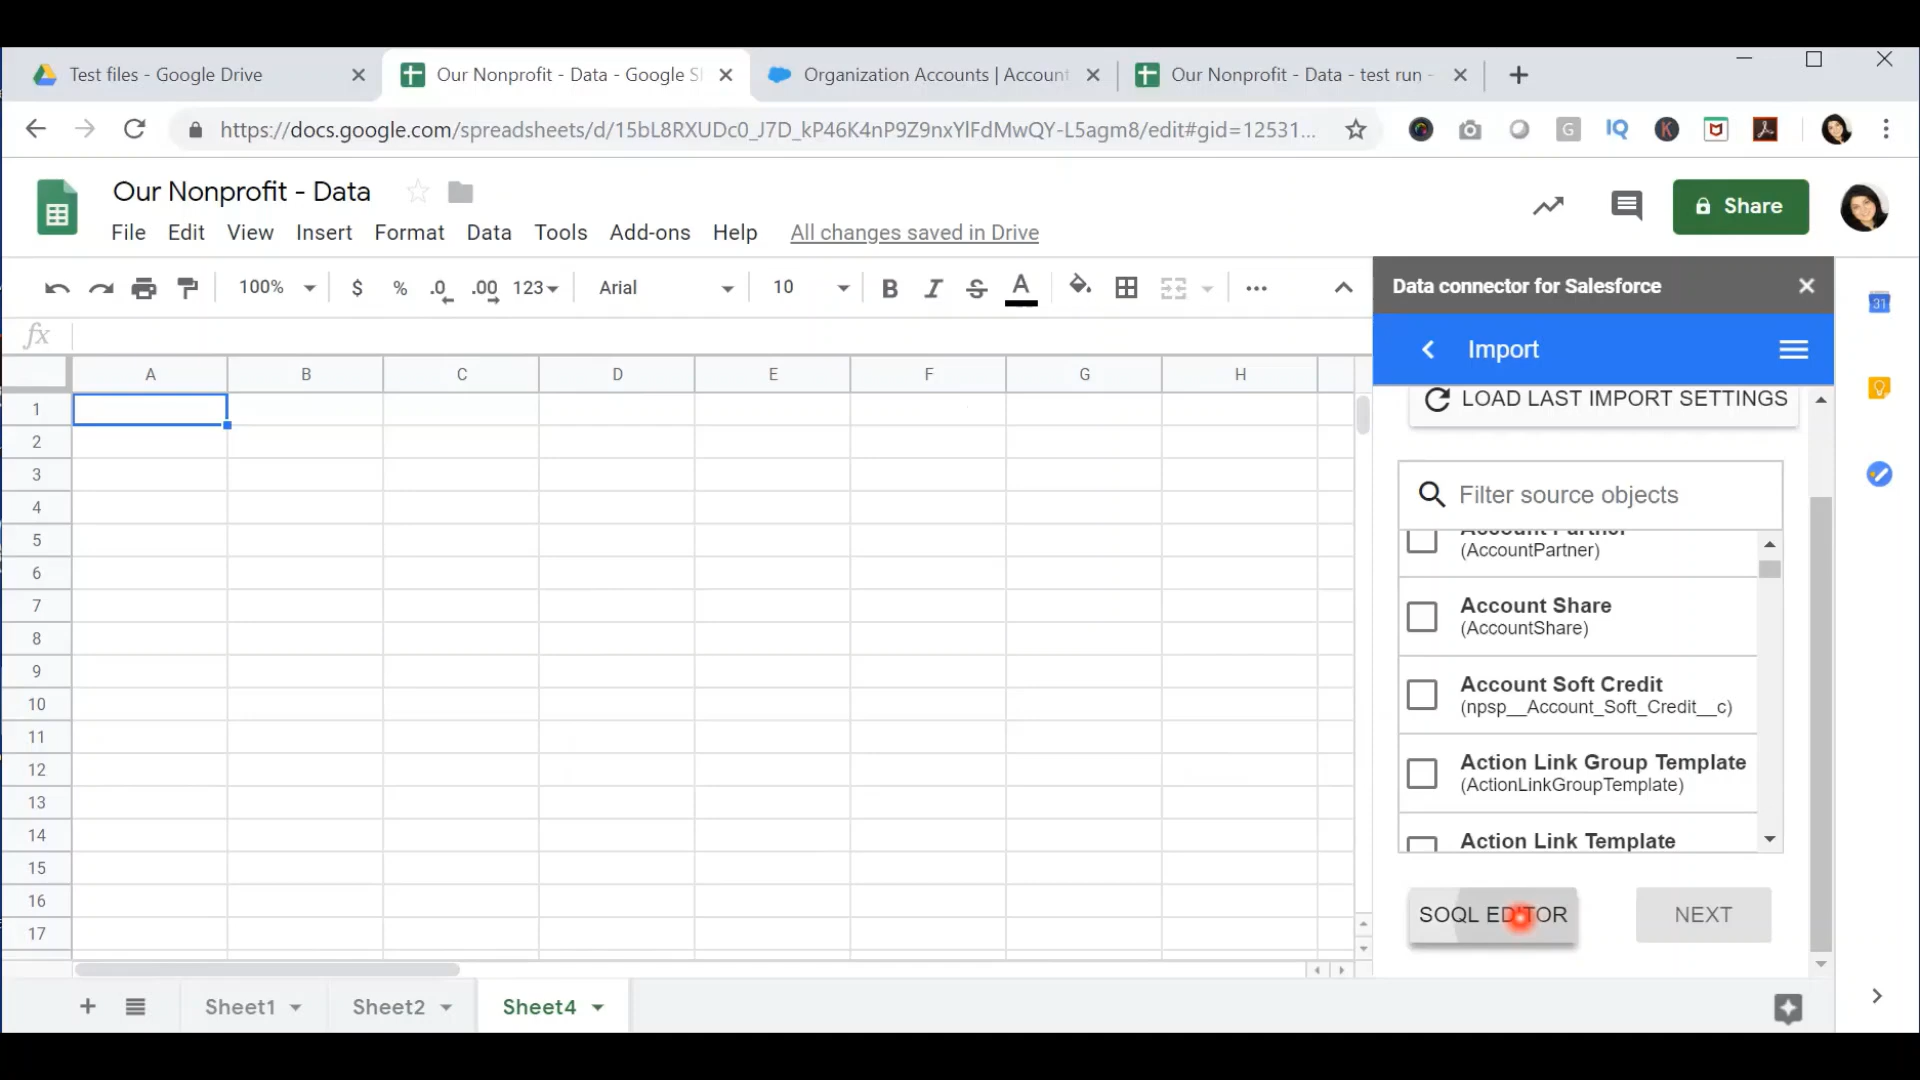 Test files - Google Drive
Our Nonprofit - Data - Google S
Organization Accounts | Account
Our Nonprofit - Data - test run -
https://docs.google.com/spreadsheets/d/15bL8RXUDc0_J7D_kP46K4nP9Z9nxYlFdMwQY-L5agm8/edit#gid=12531...
G
IQ
K
Our Nonprofit - Data
File Edit View Insert Format Data Tools Add-ons Help All changes saved in Drive
Share
100% $ % .0 .00 123 Arial 10 B I S A
Data connector for Salesforce
31
fx
Import
A B C D E F G H
LOAD LAST IMPORT SETTINGS
Filter source objects
Account Partner
(AccountPartner)
Account Share
(AccountShare)
Account Soft Credit
(npsp__Account_Soft_Credit__c)
Action Link Group Template
(ActionLinkGroupTemplate)
Action Link Template
SOQL EDITOR
NEXT
1
2
3
4
5
6
7
8
9
10
11
12
13
14
15
16
17
Sheet1
Sheet2
Sheet4